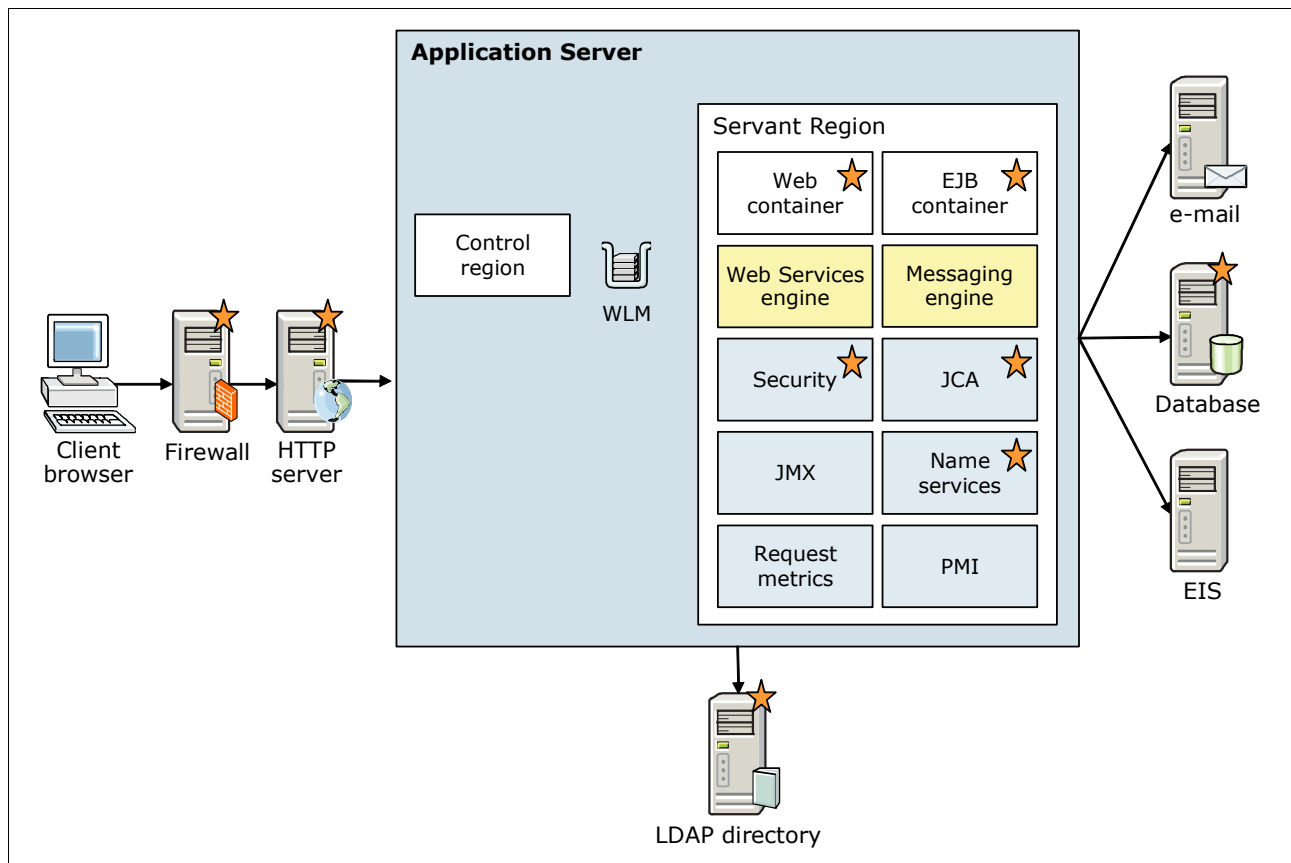 Application Server
Servant Region
Web
container
EJB
container
Control
region
WLM
Web Services
engine
Messaging
engine
Security
JCA
JMX
Name
services
Request
metrics
PMI
Client
browser
Firewall
HTTP
server
e-mail
Database
EIS
LDAP directory